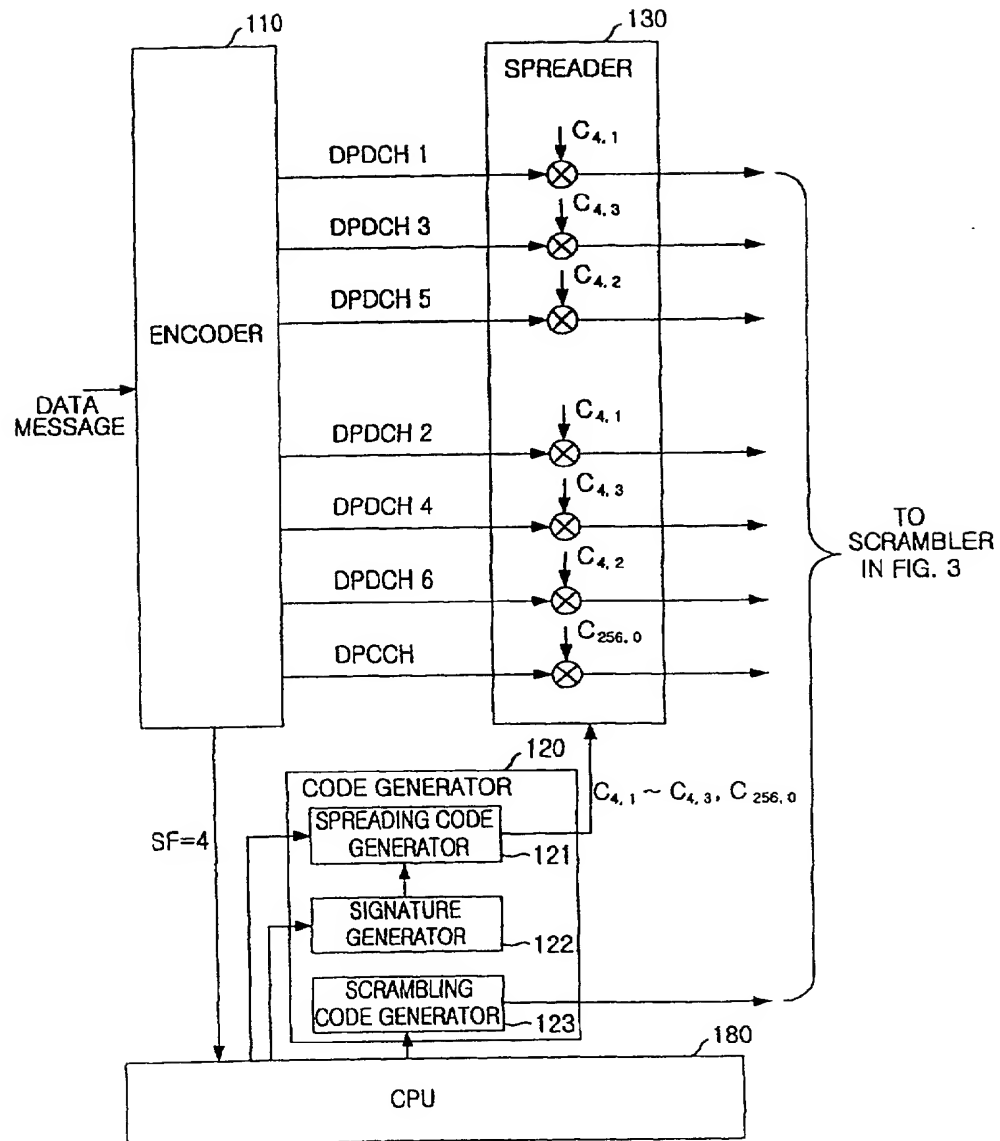 110
130
SPREADER
C4,1
DPDCH 1
C4,3
DPDCH 3
C4,2
DPDCH 5
ENCODER
DATA
MESSAGE
C4,1
DPDCH 2
C4,3
DPDCH 4
C4,2
DPDCH 6
C256,0
DPCCH
TO
SCRAMBLER
IN FIG. 3
120
CODE GENERATOR
C4,1 ~ C4,3, C256,0
SPREADING CODE
GENERATOR
121
SF=4
SIGNATURE
GENERATOR
122
SCRAMBLING
CODE GENERATOR
123
180
CPU